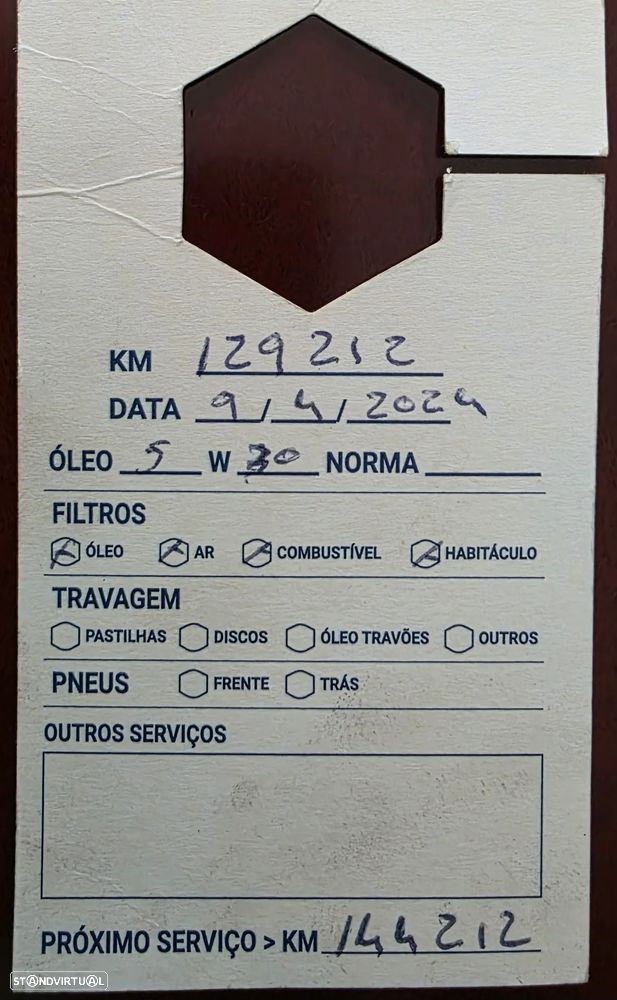 KM 129212
DATA 9/4/2024
ÓLEO 5 W 30 NORMA
FILTROS
ÓLEO AR COMBUSTÍVEL HABITÁCULO
TRAVAGEM
PASTILHAS DISCOS ÓLEO TRAVÕES OUTROS
PNEUS FRENTE TRÁS
OUTROS SERVIÇOS
PRÓXIMO SERVIÇO > KM 144212
STANDVIRTUAL